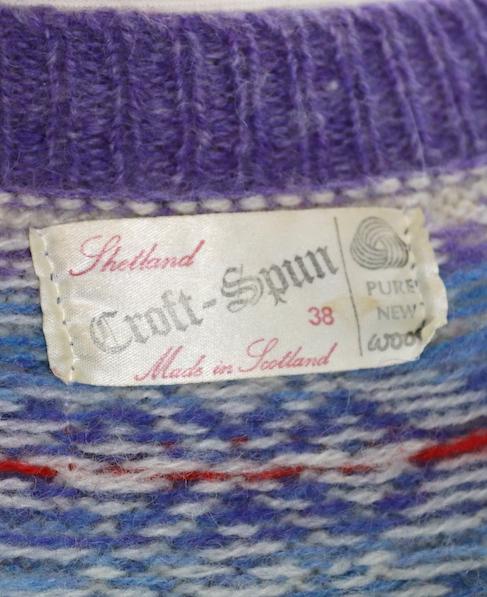 Shetland
Croft-Spun
38
Made in Scotland
PURE
NEW
WOOL